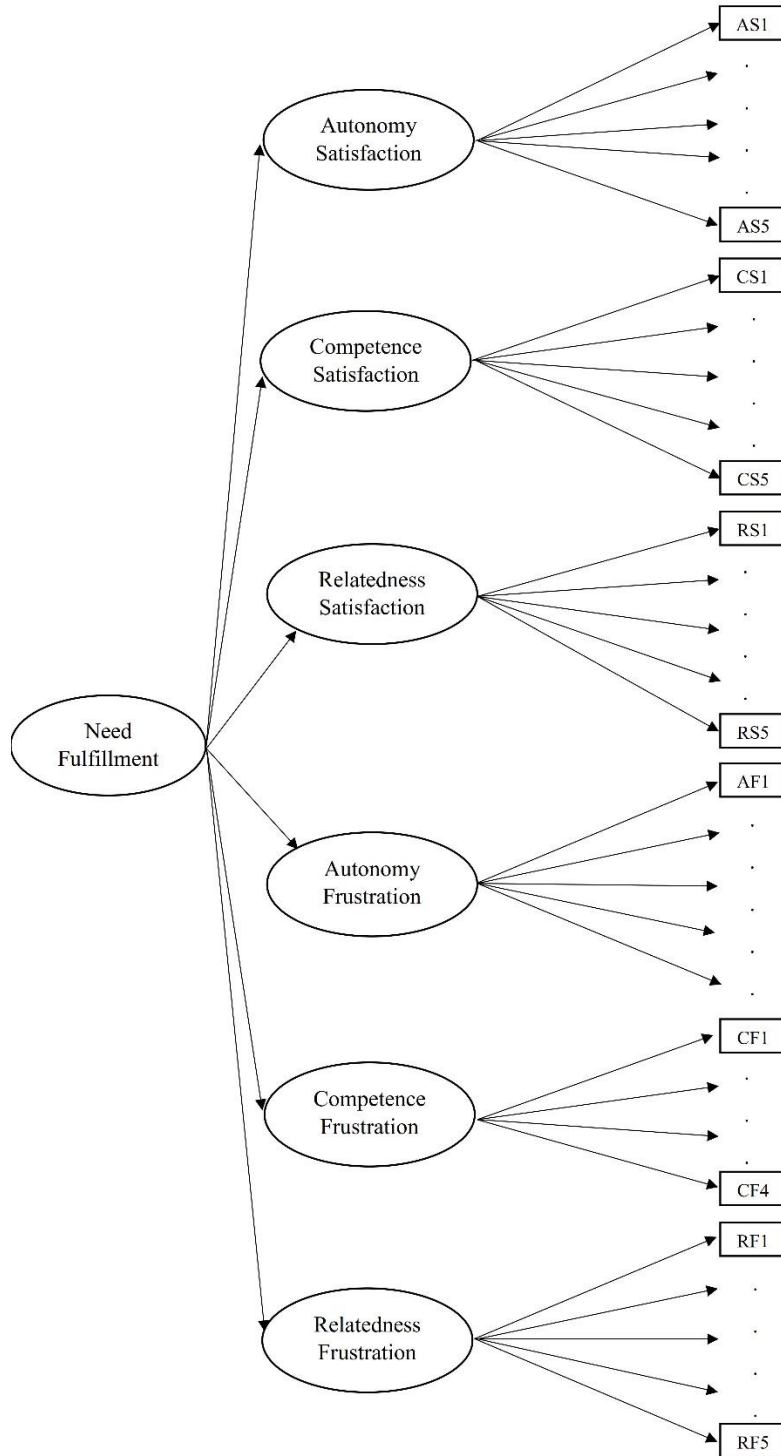 AS1
Autonomy
Satisfaction
AS5
CS1
Competence
Satisfaction
CS5
RS1
Relatedness
Satisfaction
RS5
Need
Fulfillment
AF1
Autonomy
Frustration
CF1
Competence
Frustration
CF4
RF1
Relatedness
Frustration
RF5